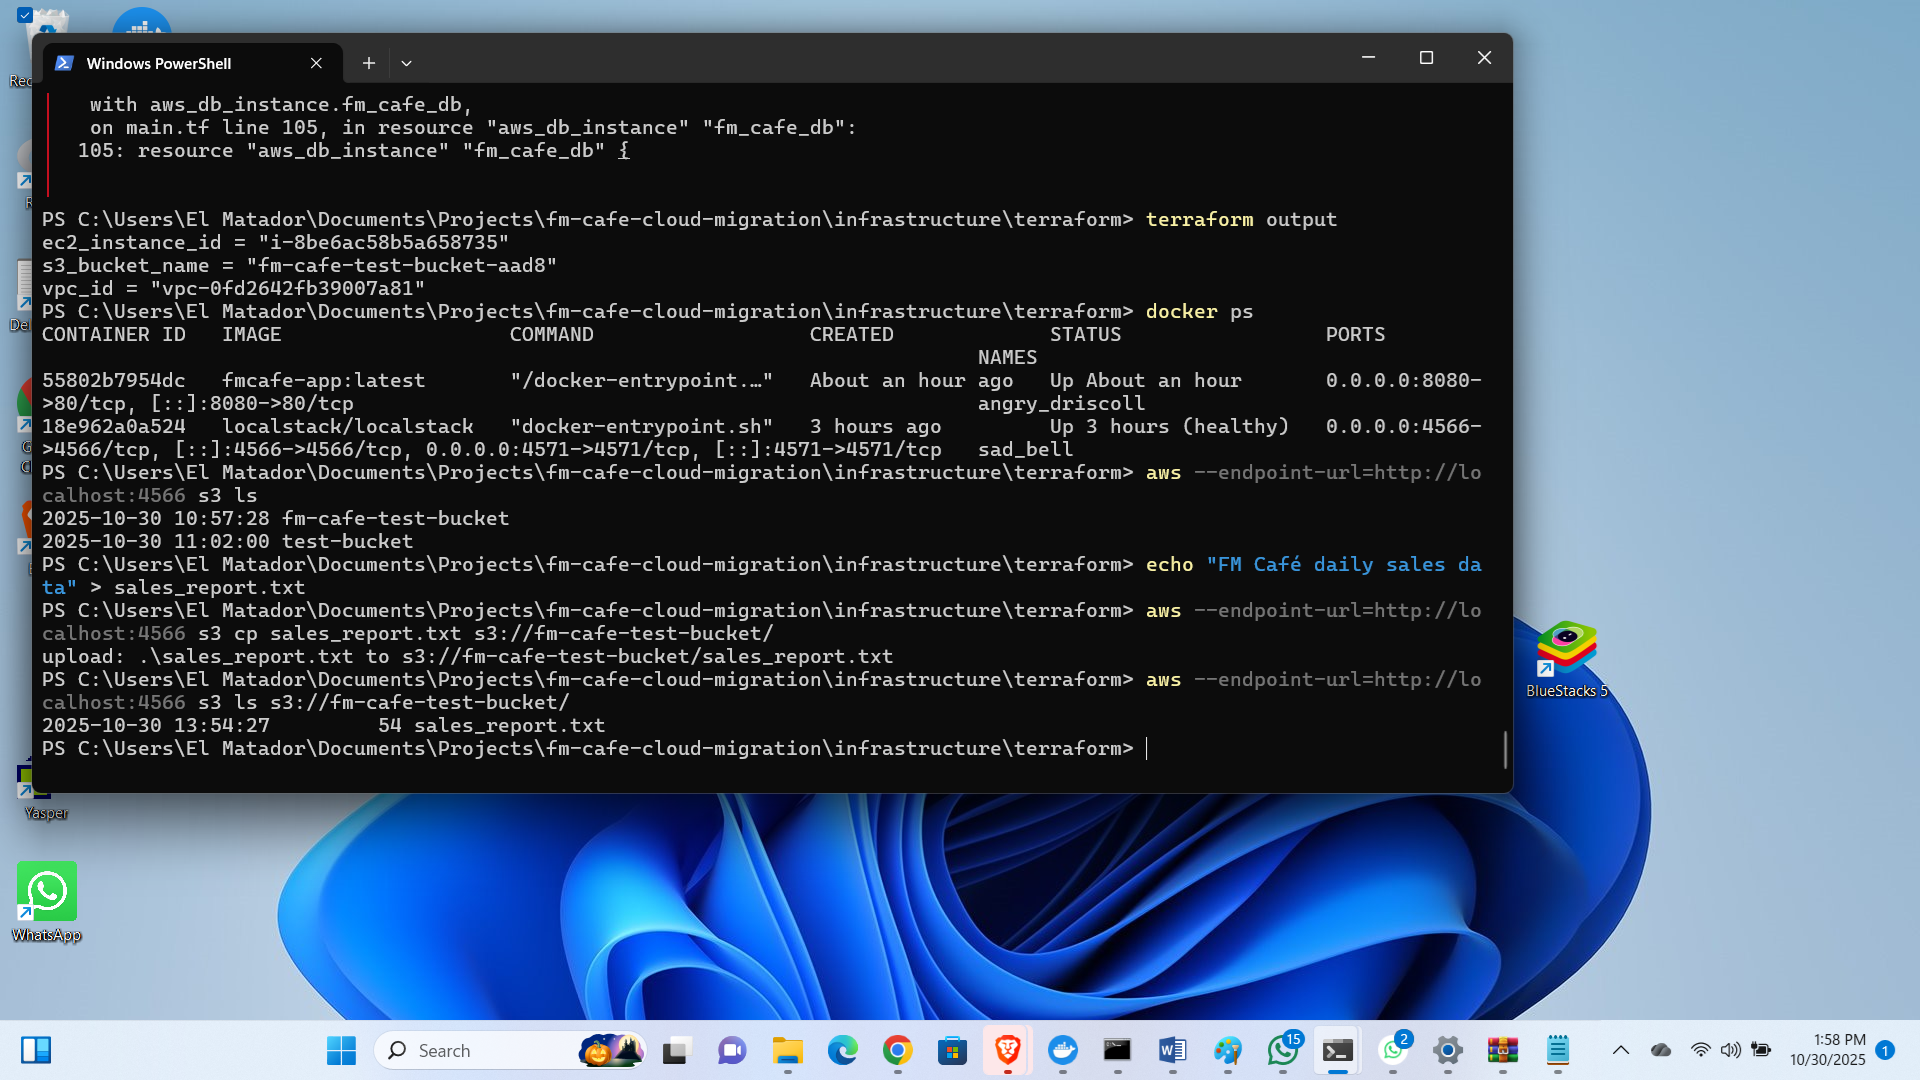 Windows PowerShell
with aws_db_instance.fm_cafe_db,
on main.tf line 105, in resource "aws_db_instance" "fm_cafe_db":
105: resource "aws_db_instance" "fm_cafe_db" {
PS C:\Users\El Matador\Documents\Projects\fm-cafe-cloud-migration\infrastructure\terraform> terraform output
ec2_instance_id = "i-8be6ac58b5a658735"
s3_bucket_name = "fm-cafe-test-bucket-aad8"
vpc_id = "vpc-0fd2642fb39007a81"
PS C:\Users\El Matador\Documents\Projects\fm-cafe-cloud-migration\infrastructure\terraform> docker ps
CONTAINER ID   IMAGE                   COMMAND                  CREATED             STATUS                 PORTS
NAMES
55802b7954dc   fmcafe-app:latest       "/docker-entrypoint.…"   About an hour ago   Up About an hour       0.0.0.0:8080-
>80/tcp, [::]:8080->80/tcp                                    angry_driscoll
18e962a0a524   localstack/localstack   "docker-entrypoint.sh"   3 hours ago         Up 3 hours (healthy)   0.0.0.0:4566-
>4566/tcp, [::]:4566->4566/tcp, 0.0.0.0:4571->4571/tcp, [::]:4571->4571/tcp   sad_bell
PS C:\Users\El Matador\Documents\Projects\fm-cafe-cloud-migration\infrastructure\terraform> aws --endpoint-url=http://lo
calhost:4566 s3 ls
2025-10-30 10:57:28 fm-cafe-test-bucket
2025-10-30 11:02:00 test-bucket
PS C:\Users\El Matador\Documents\Projects\fm-cafe-cloud-migration\infrastructure\terraform> echo "FM Café daily sales da
ta" > sales_report.txt
PS C:\Users\El Matador\Documents\Projects\fm-cafe-cloud-migration\infrastructure\terraform> aws --endpoint-url=http://lo
calhost:4566 s3 cp sales_report.txt s3://fm-cafe-test-bucket/
upload: .\sales_report.txt to s3://fm-cafe-test-bucket/sales_report.txt
PS C:\Users\El Matador\Documents\Projects\fm-cafe-cloud-migration\infrastructure\terraform> aws --endpoint-url=http://lo
calhost:4566 s3 ls s3://fm-cafe-test-bucket/
2025-10-30 13:54:27         54 sales_report.txt
PS C:\Users\El Matador\Documents\Projects\fm-cafe-cloud-migration\infrastructure\terraform>
BlueStacks 5
Yasper
WhatsApp
Search
15
2
1:58 PM
10/30/2025
1